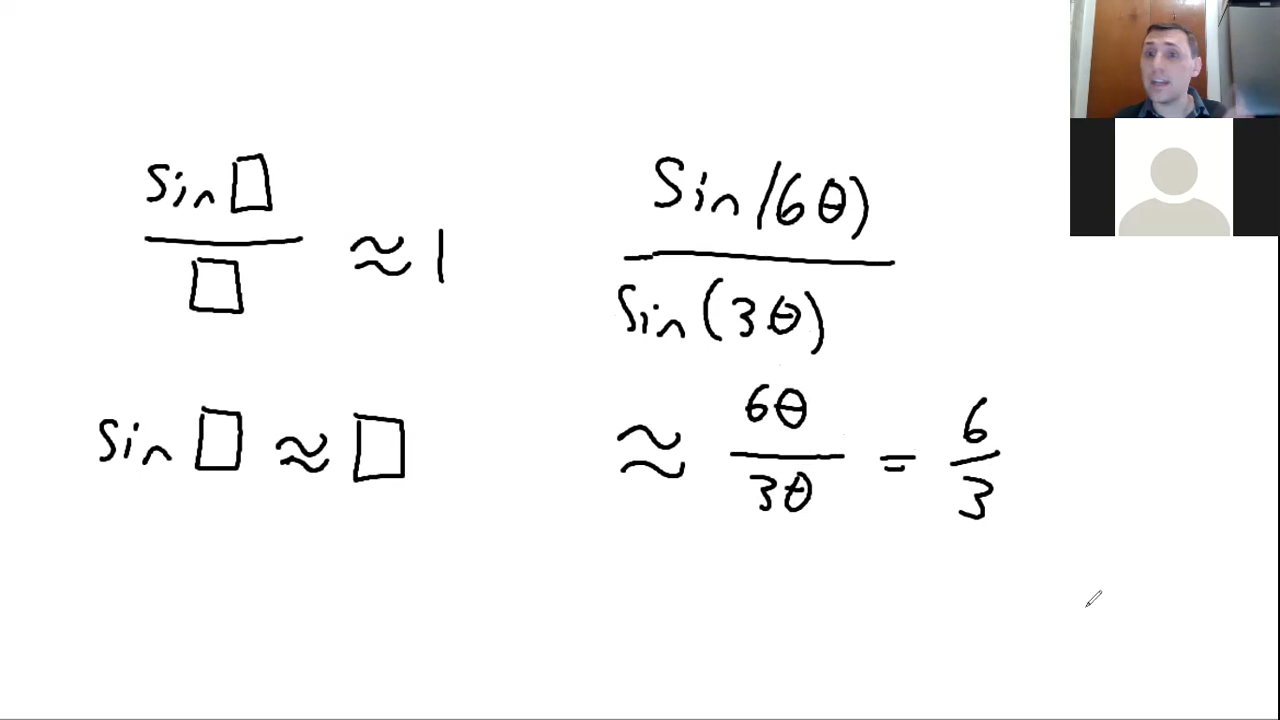 sin □ / □ ≈ 1
sin □ ≈ □
sin(6θ) / sin(3θ)
≈ 6θ / 3θ = 6 / 3